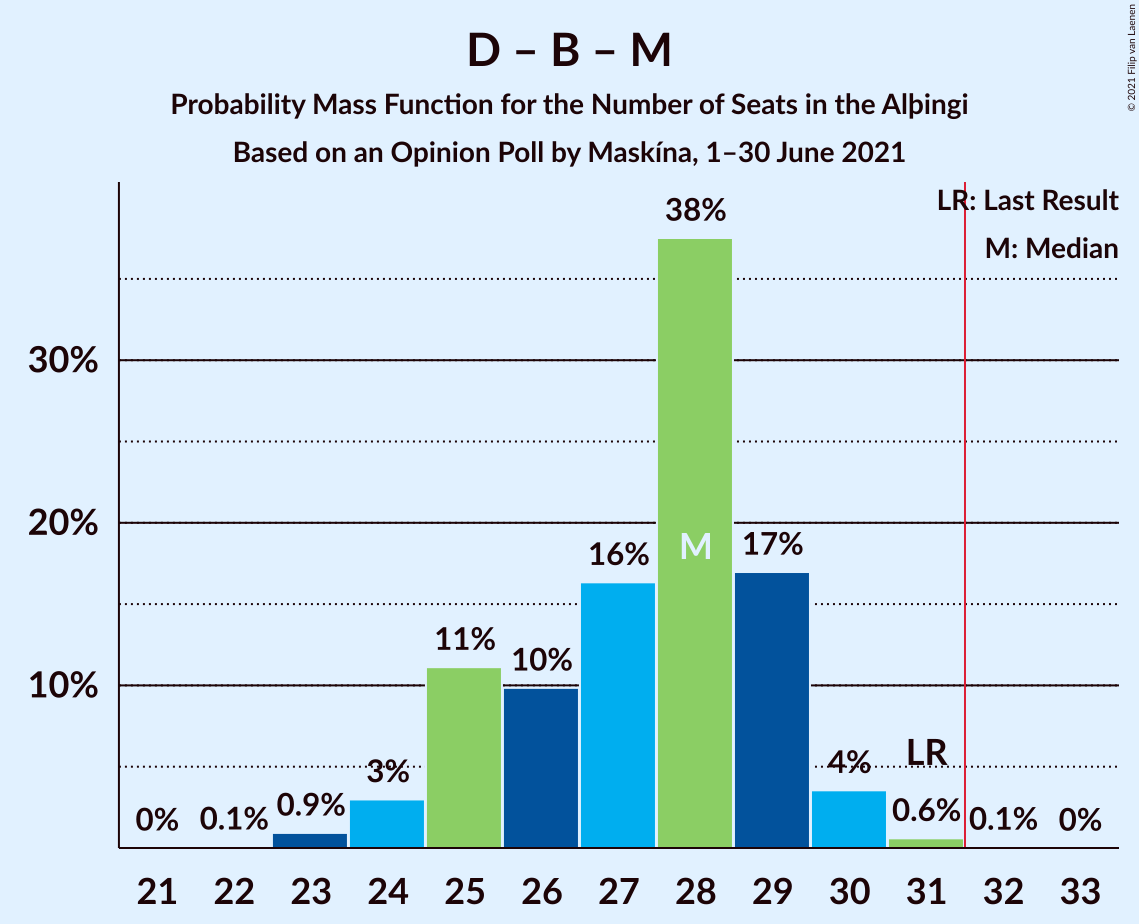 D – B – M
Probability Mass Function for the Number of Seats in the Alþingi
Based on an Opinion Poll by Maskína, 1–30 June 2021
© 2021 Filip van Laenen
LR: Last Result
M: Median
38%
30%
20%
10%
0%
0.1%
0.9%
3%
11%
10%
16%
M
17%
4%
LR
0.6%
0.1%
0%
21 22 23 24 25 26 27 28 29 30 31 32 33